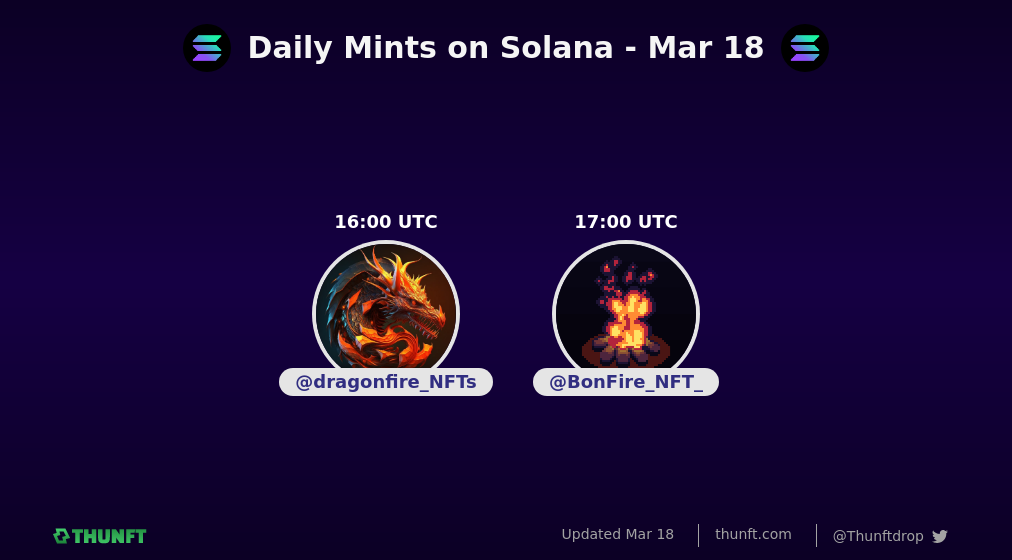 Daily Mints on Solana - Mar 18
16:00 UTC
17:00 UTC
@dragonfire_NFTs
@BonFire_NFT_
THUNFT
Updated Mar 18
thunft.com
@Thunftdrop